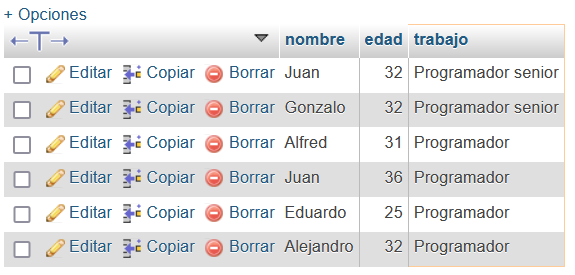 + Opciones
←T→ nombre edad trabajo
Editar Copiar Borrar Juan 32 Programador senior
Editar Copiar Borrar Gonzalo 32 Programador senior
Editar Copiar Borrar Alfred 31 Programador
Editar Copiar Borrar Juan 36 Programador
Editar Copiar Borrar Eduardo 25 Programador
Editar Copiar Borrar Alejandro 32 Programador